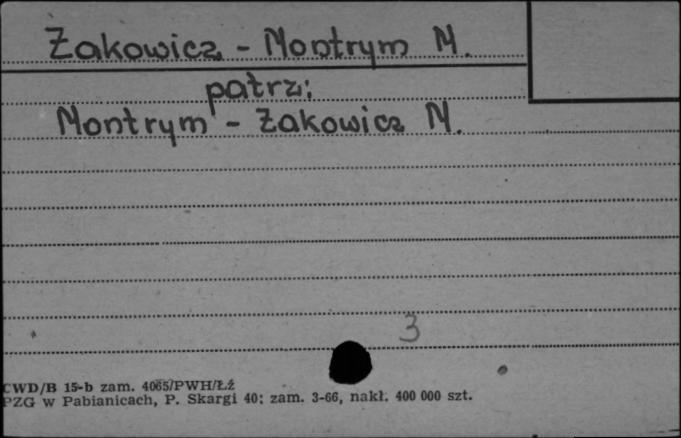 Żakowicz - Montrym M.
patrz:
Montrym - Żakowicz M.
3
CWD/B 15-b zam. 4065/PWH/Łź
PZG w Pabianicach, P. Skargi 40; zam. 3-66, nakł. 400 000 szt.